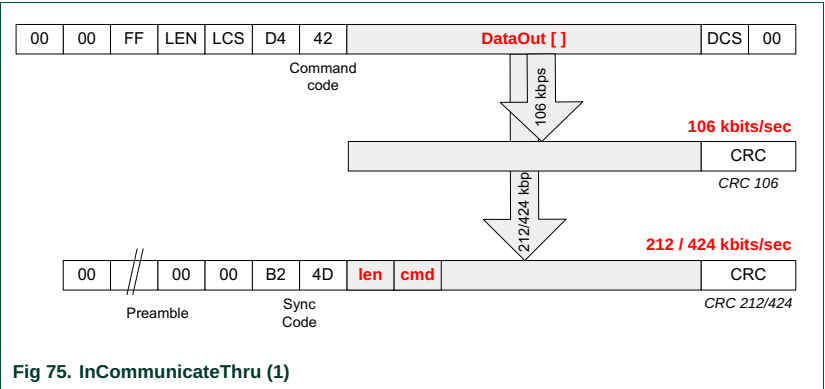 00 00 FF LEN LCS D4 42 DataOut [ ] DCS 00
Command
code
106 kbps
106 kbits/sec
CRC
CRC 106
212/424 kbp
212 / 424 kbits/sec
00 00 00 B2 4D len cmd CRC
Preamble
Sync
Code
CRC 212/424
Fig 75. InCommunicateThru (1)